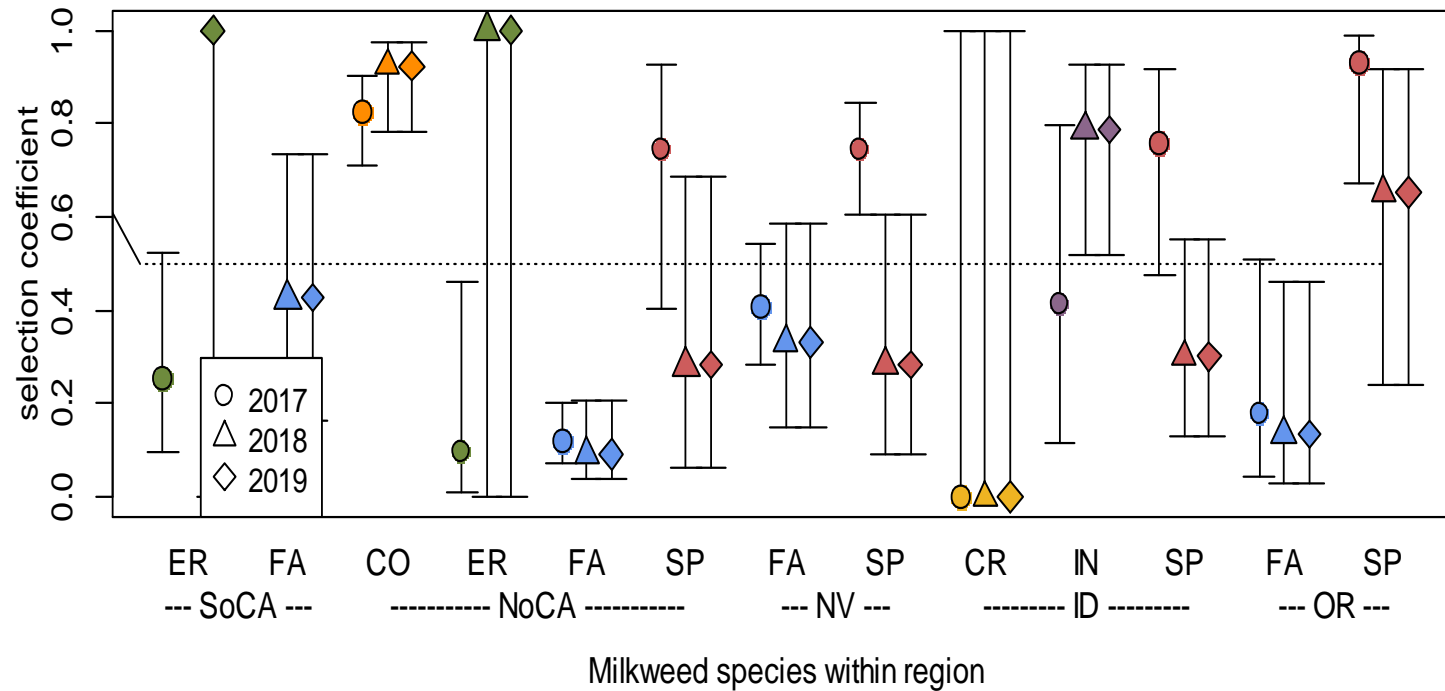 selection coefficient
1.0
0.8
0.6
0.4
0.2
0.0
2017
2018
2019
ER FA CO ER FA SP FA SP CR IN SP FA SP
--- SoCA --- ----------- NoCA ----------- --- NV --- --------- ID --------- --- OR ---
Milkweed species within region